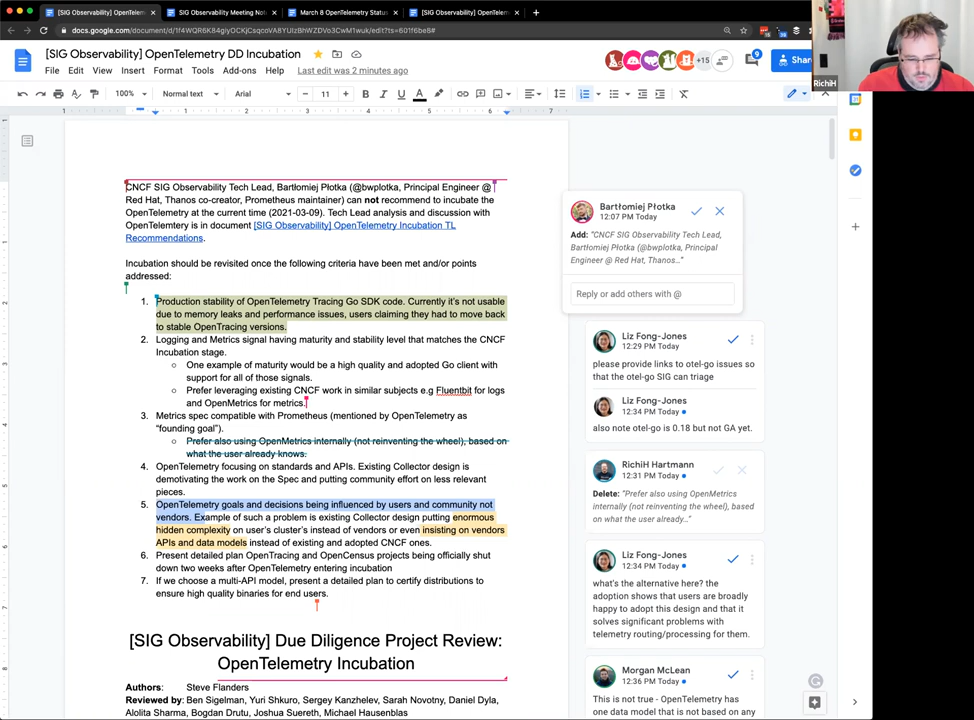 [SIG Observability] OpenTelem
SIG Observability Meeting Not
March 8 OpenTelemetry Status
[SIG Observability] OpenTelem
[SIG Observability] OpenTelemetry DD Incubation
File Edit View Insert Format Tools Add-ons Help Last edit was 2 minutes ago
+15
9
Shar
RichiH
100% Normal text Arial 11
CNCF SIG Observability Tech Lead, Bartłomiej Płotka (@bwplotka, Principal Engineer @
Red Hat, Thanos co-creator, Prometheus maintainer) can not recommend to incubate the
OpenTelemetry at the current time (2021-03-09). Tech Lead analysis and discussion with
OpenTelemtery is in document [SIG Observability] OpenTelemetry Incubation TL
Recommendations.
Incubation should be revisited once the following criteria have been met and/or points
addressed:
1. Production stability of OpenTelemetry Tracing Go SDK code. Currently it's not usable
due to memory leaks and performance issues, users claiming they had to move back
to stable OpenTracing versions.
2. Logging and Metrics signal having maturity and stability level that matches the CNCF
Incubation stage.
○ One example of maturity would be a high quality and adopted Go client with
support for all of those signals.
○ Prefer leveraging existing CNCF work in similar subjects e.g Fluentbit for logs
and OpenMetrics for metrics.
3. Metrics spec compatible with Prometheus (mentioned by OpenTelemetry as
“founding goal”).
○ Prefer also using OpenMetrics internally (not reinventing the wheel), based on
what the user already knows.
4. OpenTelemetry focusing on standards and APIs. Existing Collector design is
demotivating the work on the Spec and putting community effort on less relevant
pieces.
5. OpenTelemetry goals and decisions being influenced by users and community not
vendors. Example of such a problem is existing Collector design putting enormous
hidden complexity on user's cluster's instead of vendors or even insisting on vendors
APIs and data models instead of existing and adopted CNCF ones.
6. Present detailed plan OpenTracing and OpenCensus projects being officially shut
down two weeks after OpenTelemetry entering incubation
7. If we choose a multi-API model, present a detailed plan to certify distributions to
ensure high quality binaries for end users.
[SIG Observability] Due Diligence Project Review:
OpenTelemetry Incubation
Authors: Steve Flanders
Reviewed by: Ben Sigelman, Yuri Shkuro, Sergey Kanzhelev, Sarah Novotny, Daniel Dyla,
Alolita Sharma, Bogdan Drutu, Joshua Suereth, Michael Hausenblas
Bartłomiej Płotka
12:07 PM Today
Add: “CNCF SIG Observability Tech Lead,
Bartłomiej Płotka (@bwplotka, Principal
Engineer @ Red Hat, Thanos...”
Reply or add others with @
Liz Fong-Jones
12:29 PM Today
please provide links to otel-go issues so
that the otel-go SIG can triage
Liz Fong-Jones
12:34 PM Today
also note otel-go is 0.18 but not GA yet.
RichiH Hartmann
12:31 PM Today
Delete: “Prefer also using OpenMetrics
internally (not reinventing the wheel), based
on what the user already...”
Liz Fong-Jones
12:34 PM Today
what's the alternative here? the
adoption shows that users are broadly
happy to adopt this design and that it
solves significant problems with
telemetry routing/processing for them.
Morgan McLean
12:25 PM Today
This is not true - OpenTelemetry has
one data model that is not based on any